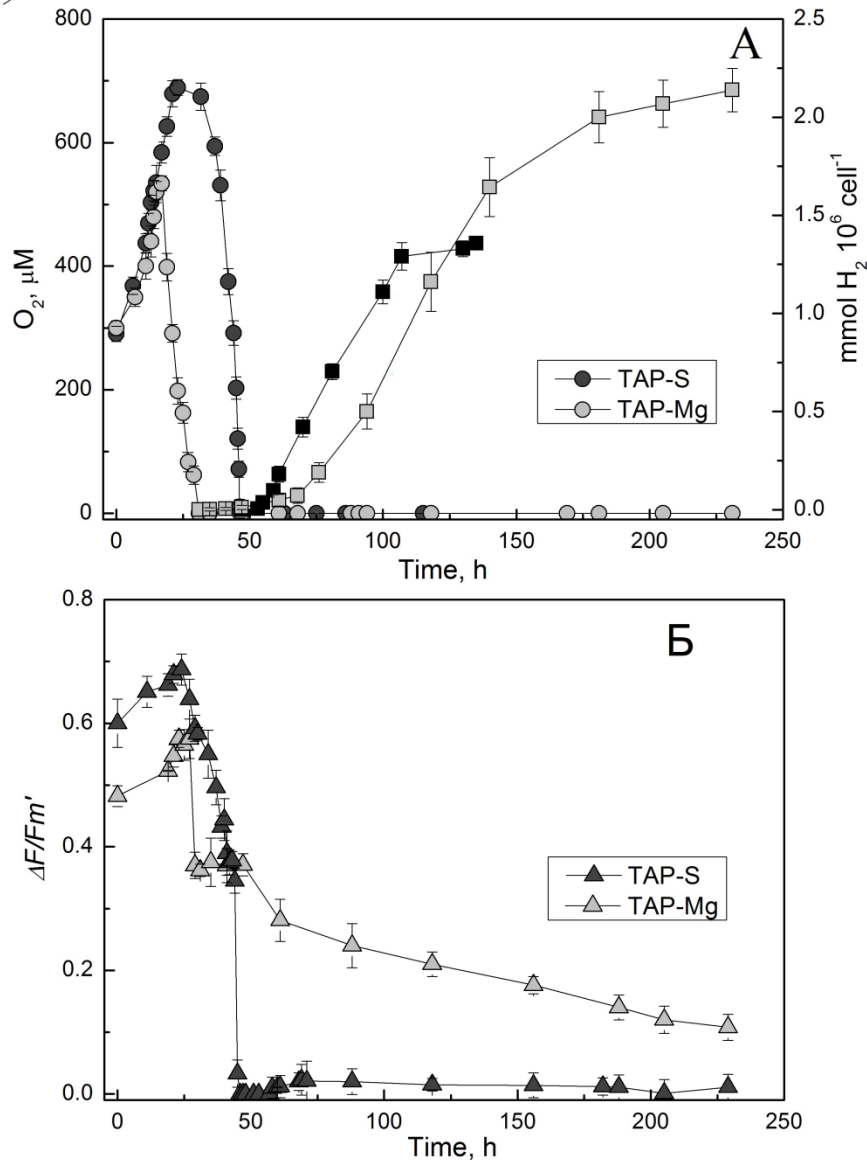 A
800
600
400
200
0
O₂, μM
2.5
2.0
1.5
1.0
0.5
0.0
mmol H₂ 10⁶ cell⁻¹
TAP-S
TAP-Mg
0 50 100 150 200 250
Time, h
Б
0.8
0.6
0.4
0.2
0.0
ΔF/Fm'
TAP-S
TAP-Mg
0 50 100 150 200 250
Time, h